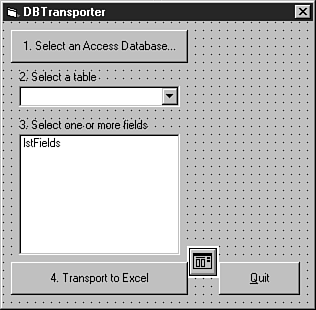 DBTransporter
1. Select an Access Database...
2. Select a table
3. Select one or more fields
lstFields
4. Transport to Excel
Quit